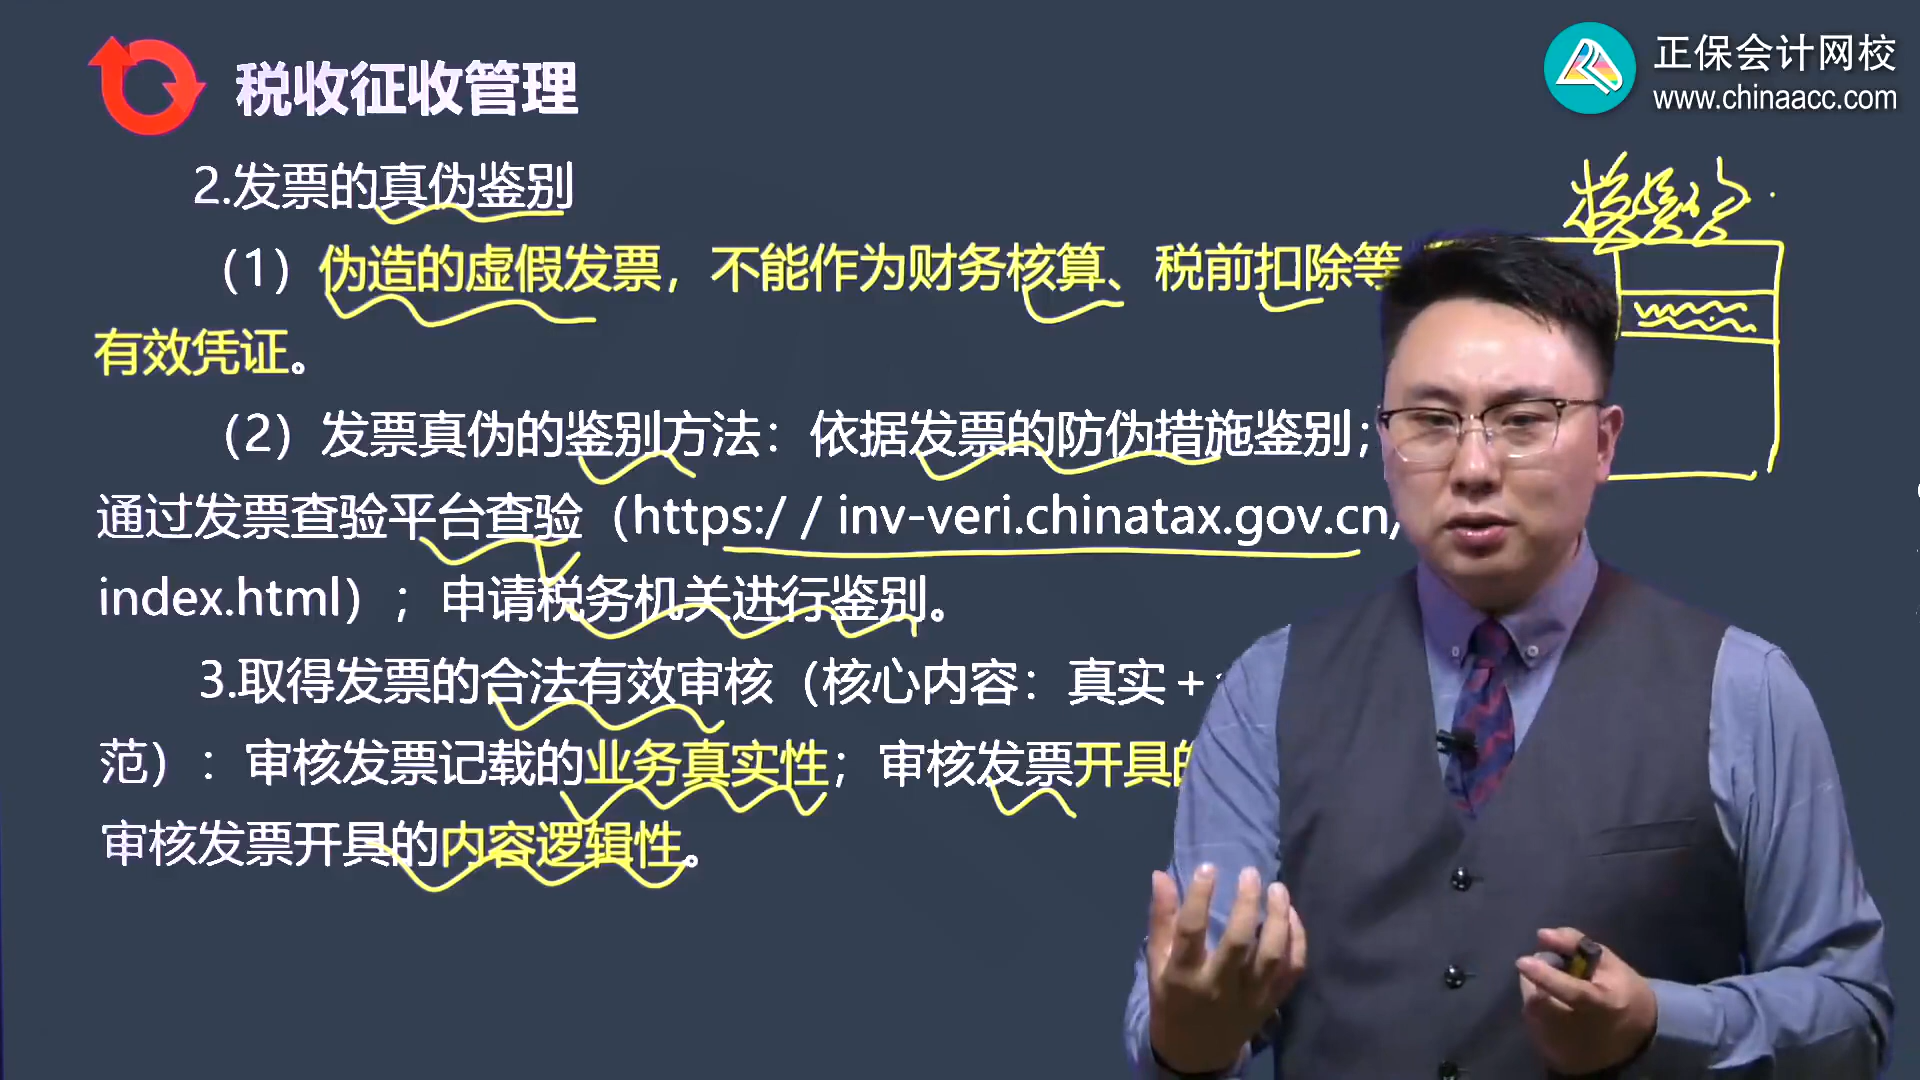 税收征收管理
正保会计网校
www.chinaacc.com
2.发票的真伪鉴别
（1）伪造的虚假发票，不能作为财务核算、税前扣除等
有效凭证。
（2）发票真伪的鉴别方法：依据发票的防伪措施鉴别；
通过发票查验平台查验（https:/ / inv-veri.chinatax.gov.cn/
index.html）；申请税务机关进行鉴别。
3.取得发票的合法有效审核（核心内容：真实+
范）：审核发票记载的业务真实性；审核发票开具的
审核发票开具的内容逻辑性。